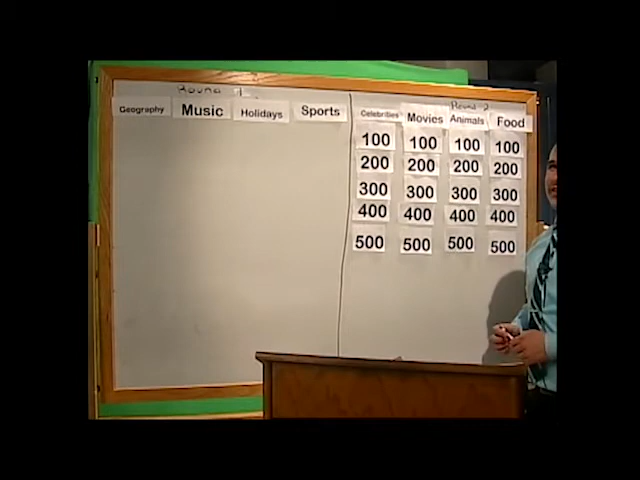 Round 1
Geography Music Holidays Sports
Round 2
Celebrities Movies Animals Food
100 100 100 100
200 200 200 200
300 300 300 300
400 400 400 400
500 500 500 500